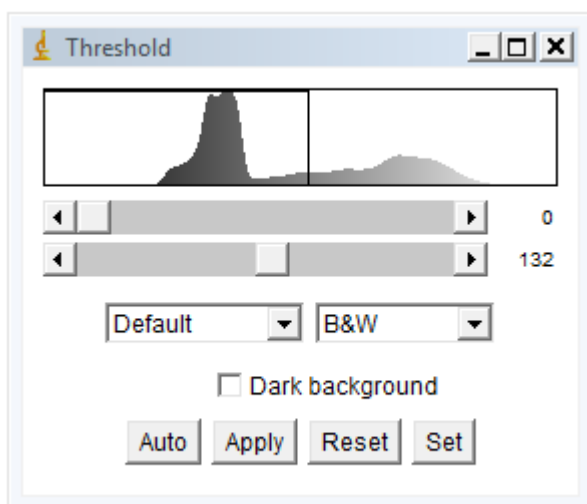 Threshold
0
132
Default B&W
Dark background
Auto Apply Reset Set